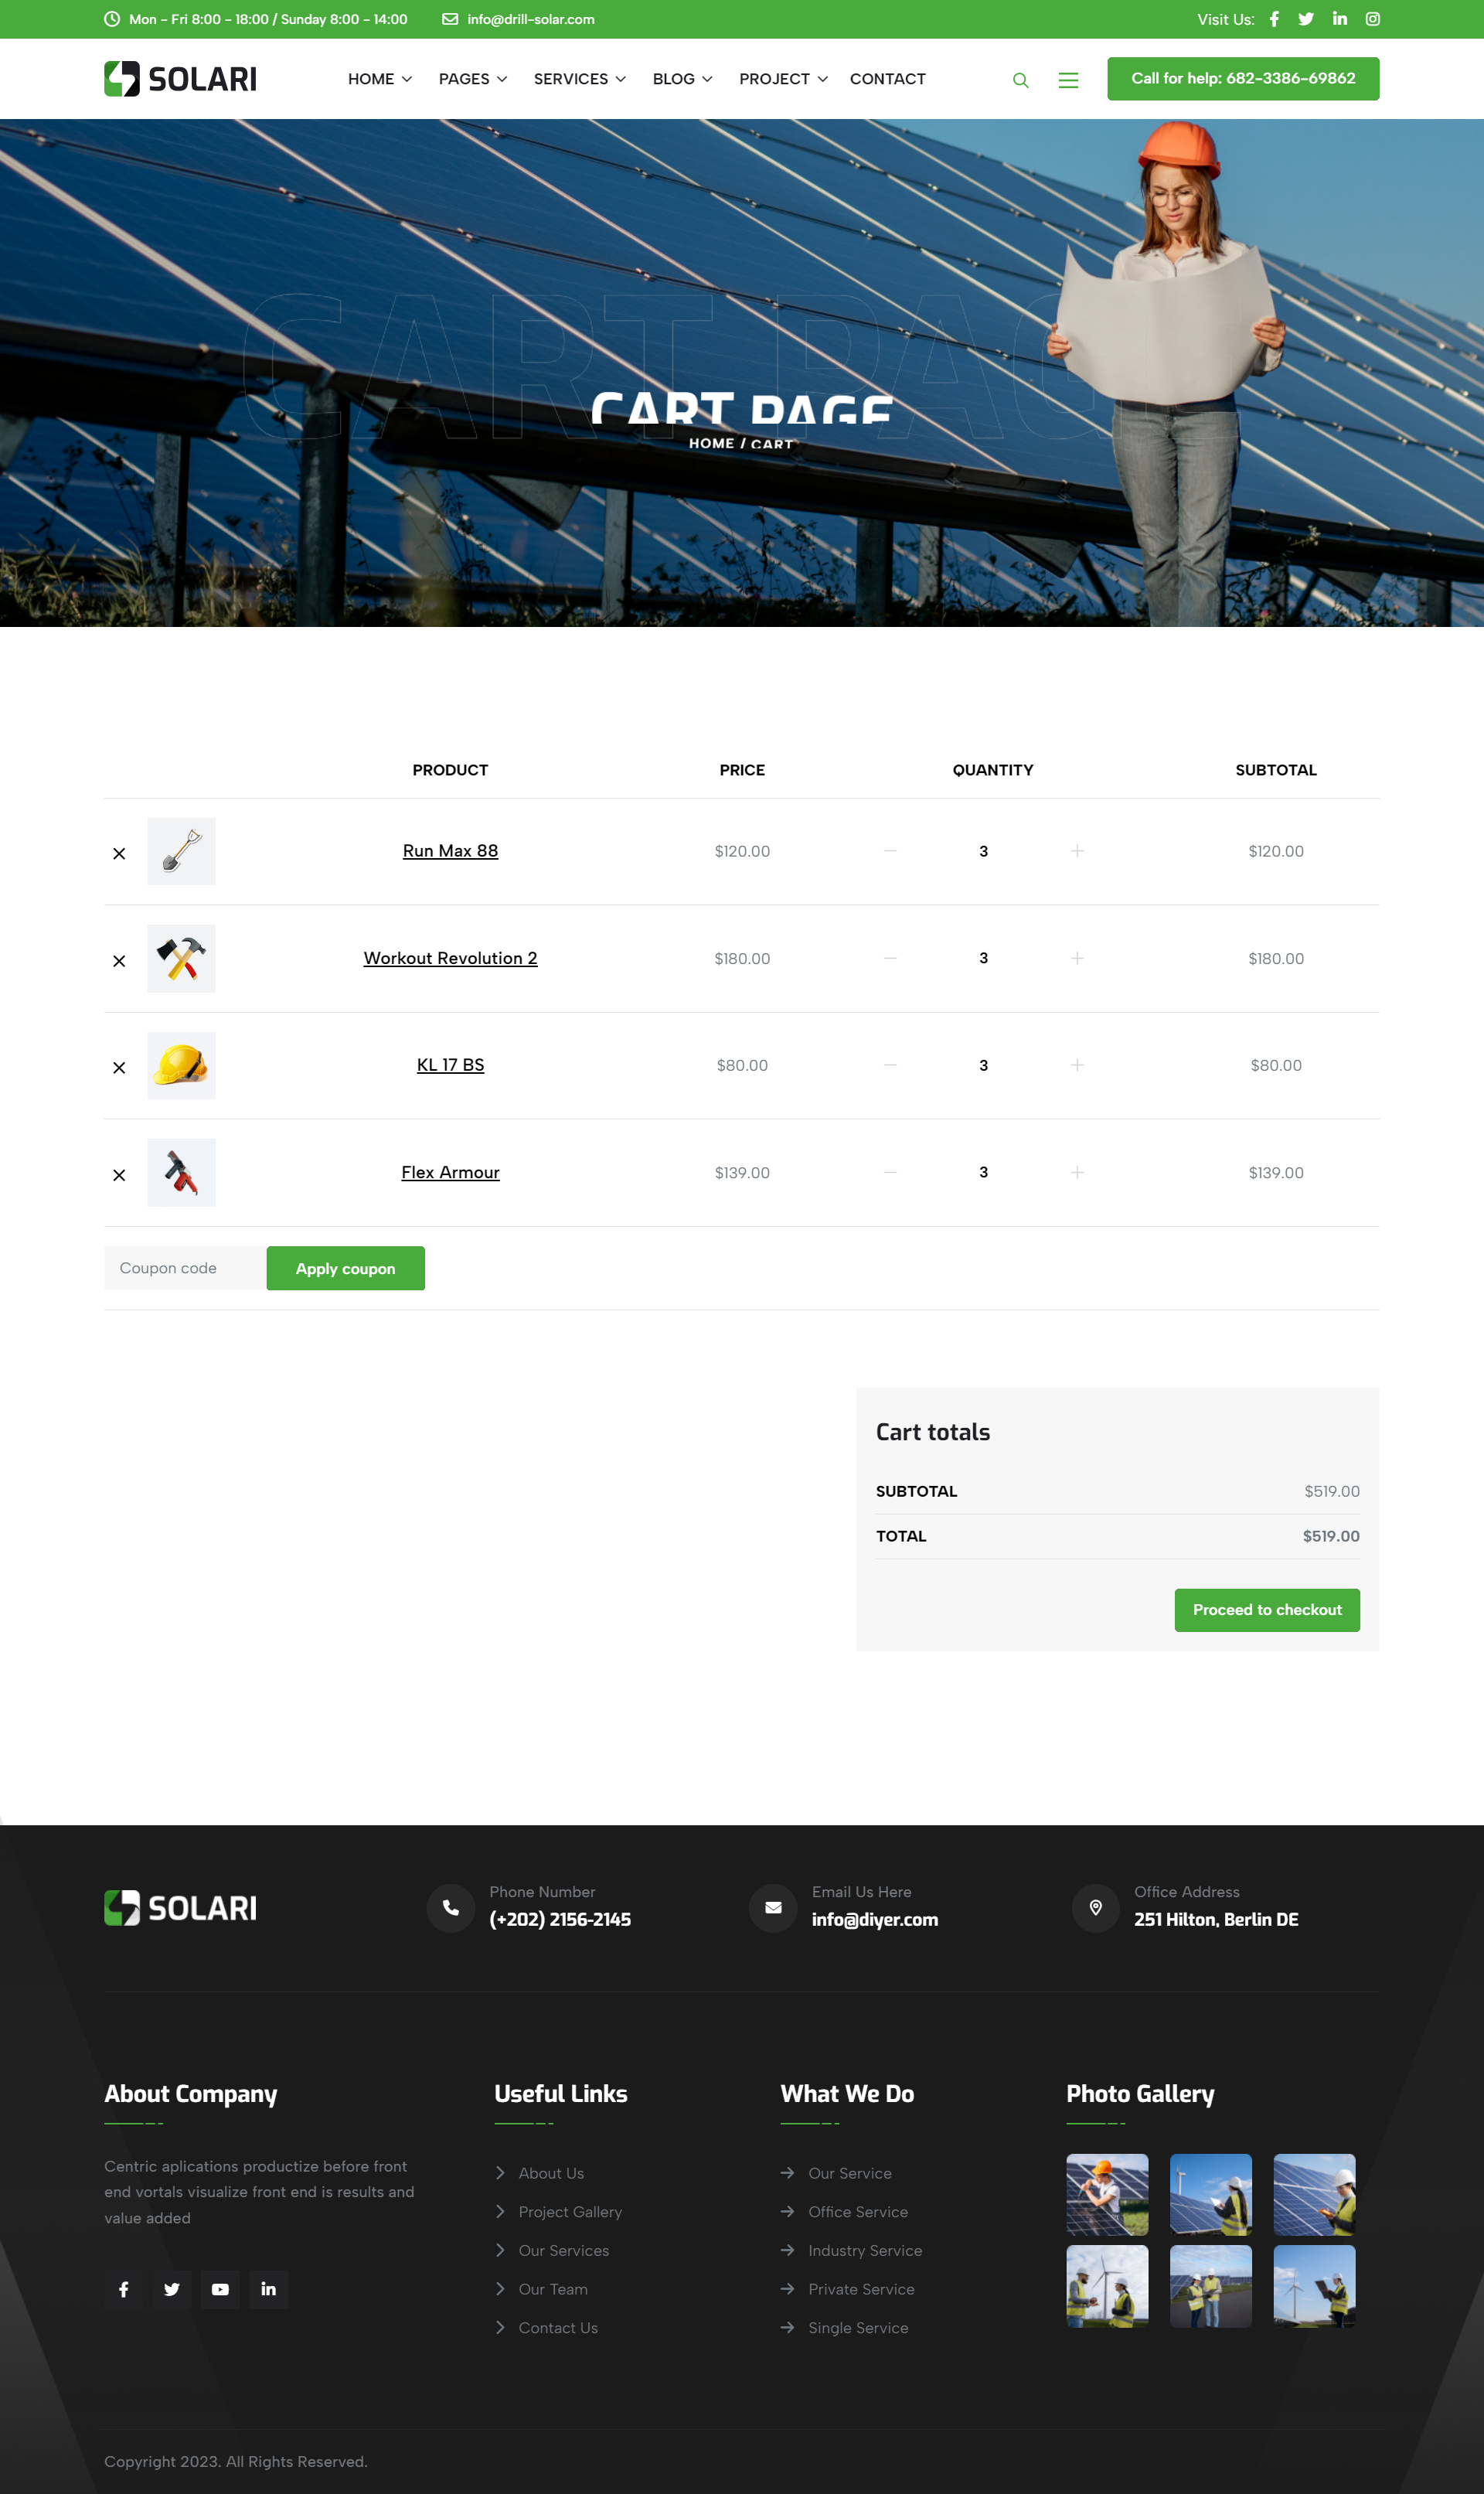 Mon - Fri 8:00 - 18:00 / Sunday 8:00 - 14:00
info@drill-solar.com
Visit Us:
SOLARI
HOME
PAGES
SERVICES
BLOG
PROJECT
CONTACT
Call for help: 682-3386-69862
CART PAGE
CART PAGE
HOME / CART
PRODUCT PRICE QUANTITY SUBTOTAL
Run Max 88 $120.00 3 $120.00
Workout Revolution 2 $180.00 3 $180.00
KL 17 BS $80.00 3 $80.00
Flex Armour $139.00 3 $139.00
Coupon code
Apply coupon
Cart totals
SUBTOTAL $519.00
TOTAL $519.00
Proceed to checkout
SOLARI
Phone Number
(+202) 2156-2145
Email Us Here
info@diyer.com
Office Address
251 Hilton, Berlin DE
About Company
Centric aplications productize before front
end vortals visualize front end is results and
value added
Useful Links
About Us
Project Gallery
Our Services
Our Team
Contact Us
What We Do
Our Service
Office Service
Industry Service
Private Service
Single Service
Photo Gallery
Copyright 2023. All Rights Reserved.